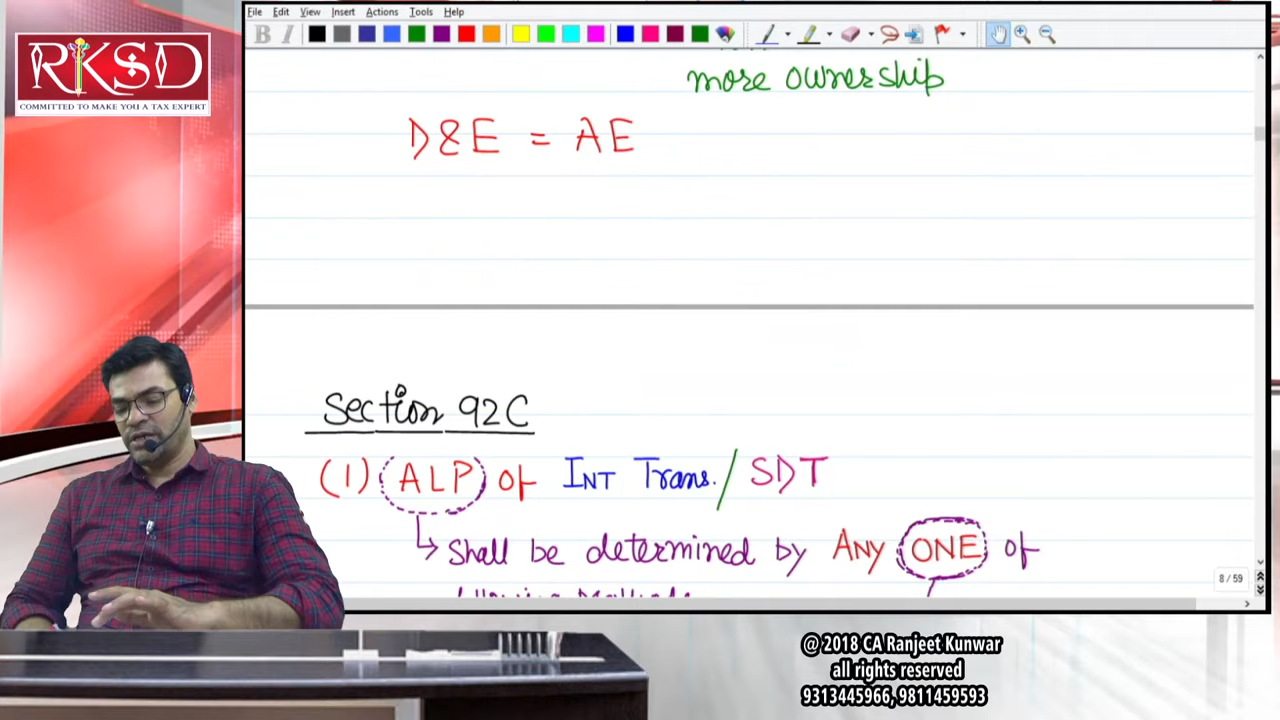 File Edit View Insert Actions Tools Help
B I
RKSD
COMMITTED TO MAKE YOU A TAX EXPERT
more ownership
D&E = AE
Section 92C
(1) ALP of INT Trans. / SDT
Shall be determined by ANY ONE of
8 / 59
@ 2018 CA Ranjeet Kunwar
all rights reserved
9313445966, 9811459593